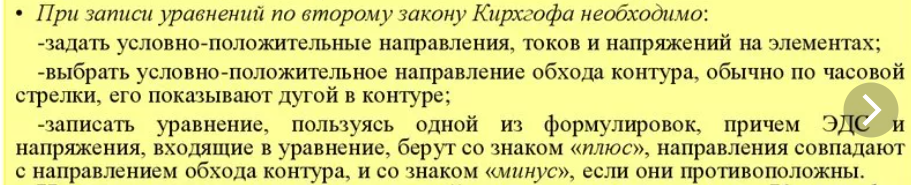 • При записи уравнений по второму закону Кирхгофа необходимо:
-задать условно-положительные направления, токов и напряжений на элементах;
-выбрать условно-положительное направление обхода контура, обычно по часовой
стрелки, его показывают дугой в контуре;
-записать уравнение, пользуясь одной из формулировок, причем ЭДС и
напряжения, входящие в уравнение, берут со знаком «плюс», направления совпадают
с направлением обхода контура, и со знаком «минус», если они противоположны.